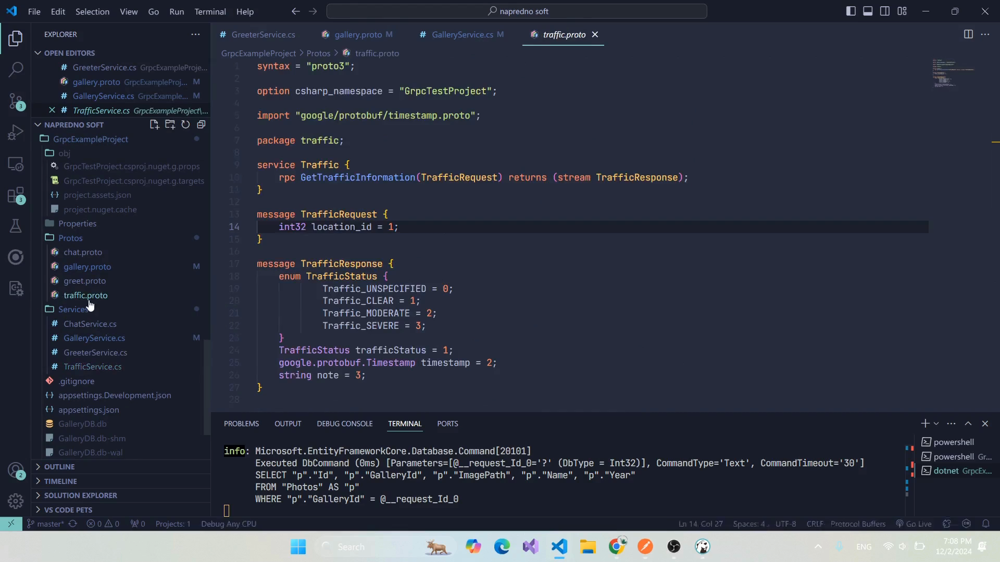 File Edit Selection View Go Run Terminal Help
napredno soft
EXPLORER
OPEN EDITORS
GreeterService.cs GrpcExampleProje...
gallery.proto GrpcExampleProj... M
GalleryService.cs GrpcExample... M
TrafficService.cs GrpcExampleProject\...
NAPREDNO SOFT
GrpcExampleProject
obj
GrpcTestProject.csproj.nuget.g.props
GrpcTestProject.csproj.nuget.g.targets
project.assets.json
project.nuget.cache
Properties
Protos
chat.proto
gallery.proto M
greet.proto
traffic.proto
Services
ChatService.cs
GalleryService.cs M
GreeterService.cs
TrafficService.cs
.gitignore
appsettings.Development.json
appsettings.json
GalleryDB.db
GalleryDB.db-shm
GalleryDB.db-wal
OUTLINE
TIMELINE
SOLUTION EXPLORER
VS CODE PETS
3
3
2
GreeterService.cs gallery.proto M GalleryService.cs M traffic.proto
GrpcExampleProject > Protos > traffic.proto
1 syntax = "proto3";
2
3 option csharp_namespace = "GrpcTestProject";
4
5 import "google/protobuf/timestamp.proto";
6
7 package traffic;
8
9 service Traffic {
10 rpc GetTrafficInformation(TrafficRequest) returns (stream TrafficResponse);
11 }
12
13 message TrafficRequest {
14 int32 location_id = 1;
15 }
16
17 message TrafficResponse {
18 enum TrafficStatus {
19 Traffic_UNSPECIFIED = 0;
20 Traffic_CLEAR = 1;
21 Traffic_MODERATE = 2;
22 Traffic_SEVERE = 3;
23 }
24 TrafficStatus trafficStatus = 1;
25 google.protobuf.Timestamp timestamp = 2;
26 string note = 3;
27 }
28
PROBLEMS OUTPUT DEBUG CONSOLE TERMINAL PORTS
info: Microsoft.EntityFrameworkCore.Database.Command[20101]
Executed DbCommand (0ms) [Parameters=[@__request_Id_0='?' (DbType = Int32)], CommandType='Text', CommandTimeout='30']
SELECT "p"."Id", "p"."GalleryId", "p"."ImagePath", "p"."Name", "p"."Year"
FROM "Photos" AS "p"
WHERE "p"."GalleryId" = @__request_Id_0
powershell
powershell Gr...
dotnet GrpcEx...
master* 0 0 0 Projects: 1 Debug Any CPU
Ln 14, Col 27 Spaces: 4 UTF-8 CRLF Protocol Buffers Go Live
Search
ENG
7:08 PM
12/2/2024